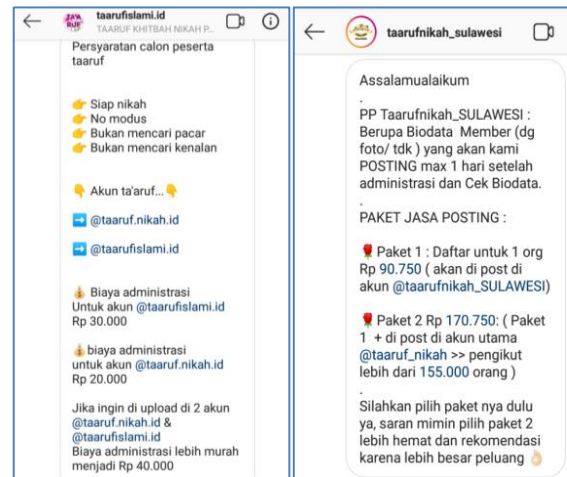 taarufislami.id
TAARUF KHITBAH NIKAH P...
Persyaratan calon peserta
taaruf
👉 Siap nikah
👉 No modus
👉 Bukan mencari pacar
👉 Bukan mencari kenalan
👇 Akun ta'aruf...👇
➡️ @taaruf.nikah.id
➡️ @taarufislami.id
💰 Biaya administrasi
Untuk akun @taarufislami.id
Rp 30.000
💰 biaya administrasi
untuk akun @taaruf.nikah.id
Rp 20.000
Jika ingin di upload di 2 akun
@taaruf.nikah.id &
@taarufislami.id
Biaya administrasi lebih murah
menjadi Rp 40.000
taarufnikah_sulawesi
Assalamualaikum
.
PP Taarufnikah_SULAWESI :
Berupa Biodata Member (dg
foto/ tdk ) yang akan kami
POSTING max 1 hari setelah
administrasi dan Cek Biodata.
.
PAKET JASA POSTING :
🌹Paket 1 : Daftar untuk 1 org
Rp 90.750 ( akan di post di
akun @taarufnikah_SULAWESI)
🌹Paket 2 Rp 170.750: ( Paket
1 + di post di akun utama
@taaruf_nikah >> pengikut
lebih dari 155.000 orang )
.
Silahkan pilih paket nya dulu
ya, saran mimin pilih paket 2
lebih hemat dan rekomendasi
karena lebih besar peluang 👌🏻